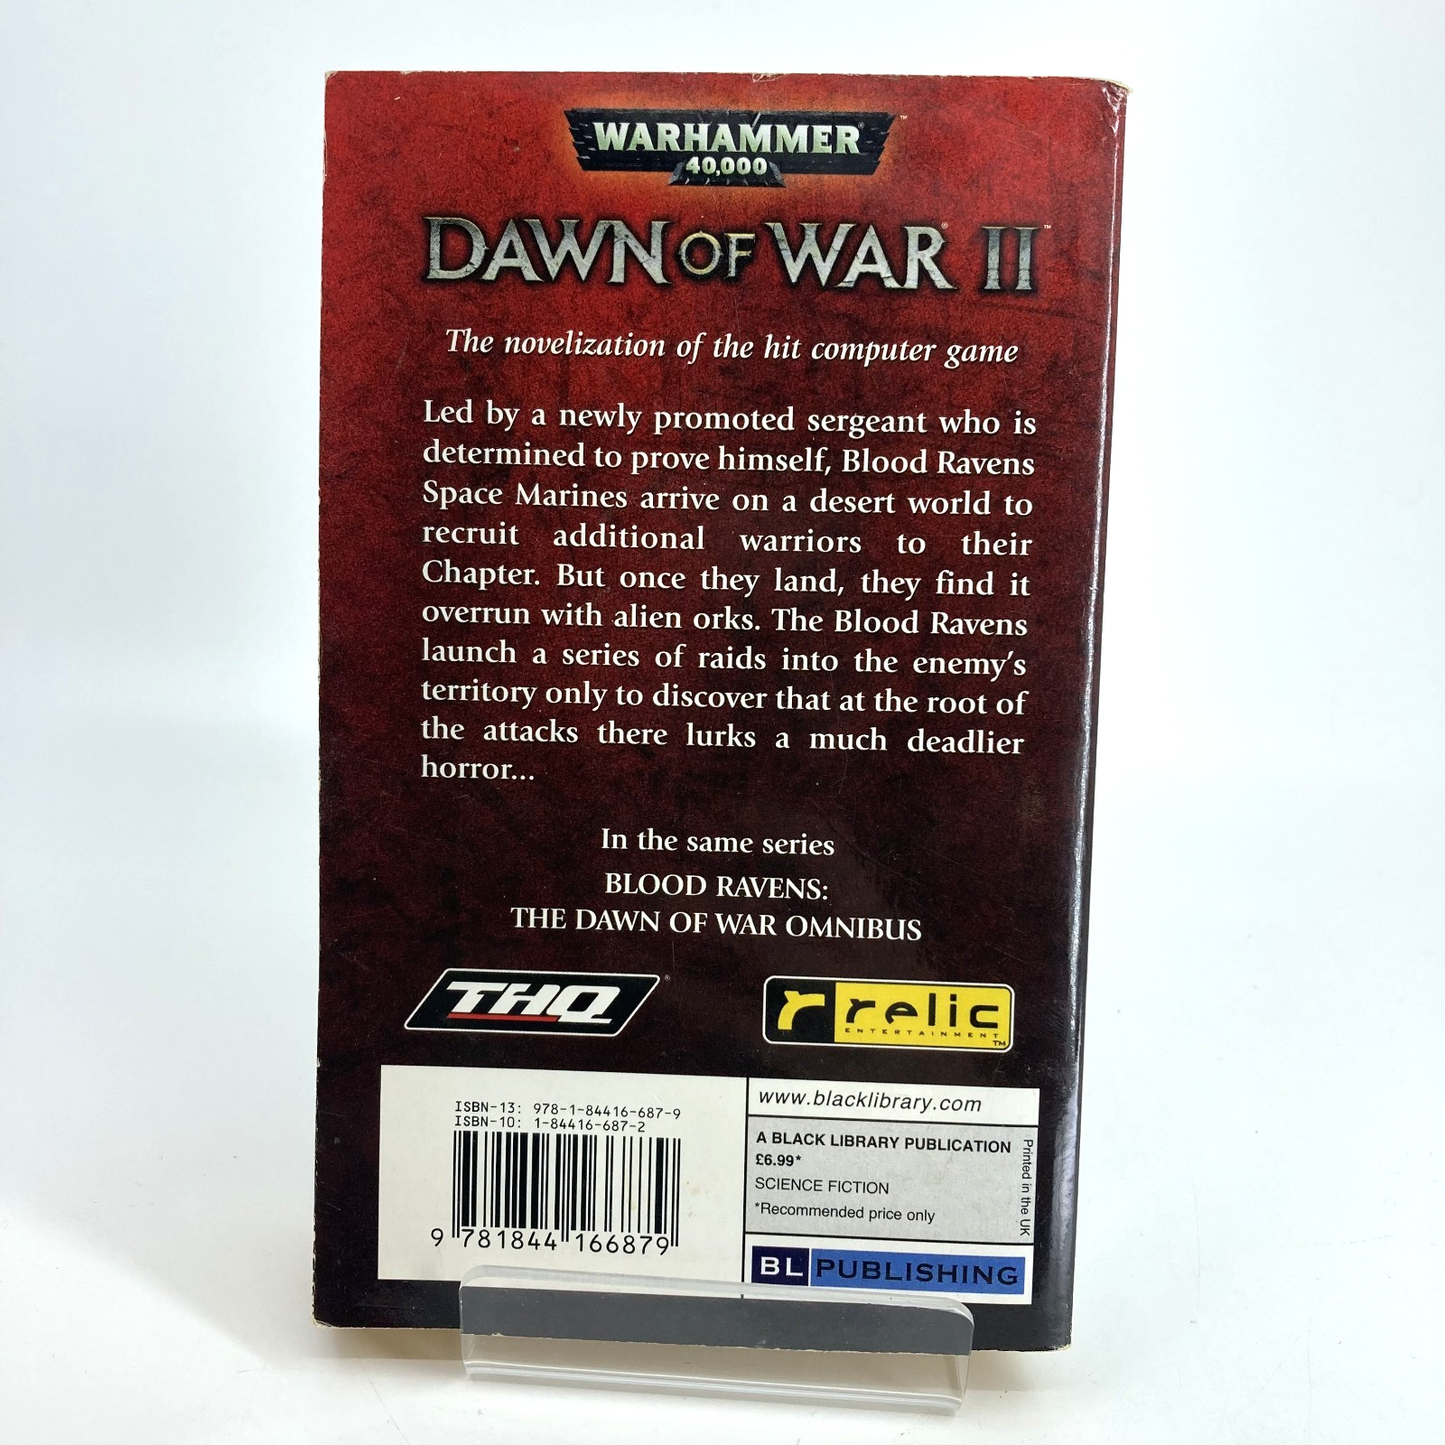 WARHAMMER
40,000
DAWN OF WAR II
The novelization of the hit computer game
Led by a newly promoted sergeant who is
determined to prove himself, Blood Ravens
Space Marines arrive on a desert world to
recruit additional warriors to their
Chapter. But once they land, they find it
overrun with alien orks. The Blood Ravens
launch a series of raids into the enemy's
territory only to discover that at the root of
the attacks there lurks a much deadlier
horror...
In the same series
BLOOD RAVENS:
THE DAWN OF WAR OMNIBUS
THQ
r relic
ENTERTAINMENT
ISBN-13: 978-1-84416-687-9
ISBN-10: 1-84416-687-2
9 781844 166879
www.blacklibrary.com
A BLACK LIBRARY PUBLICATION
£6.99*
SCIENCE FICTION
*Recommended price only
Printed in the UK
BL PUBLISHING